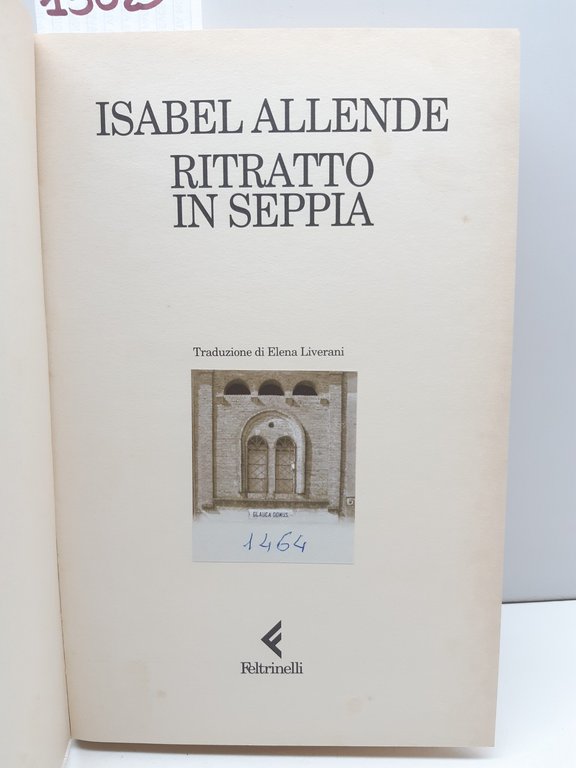 ISABEL ALLENDE
RITRATTO
IN SEPPIA
Traduzione di Elena Liverani
GLAUCA DOMUS
1464
Feltrinelli